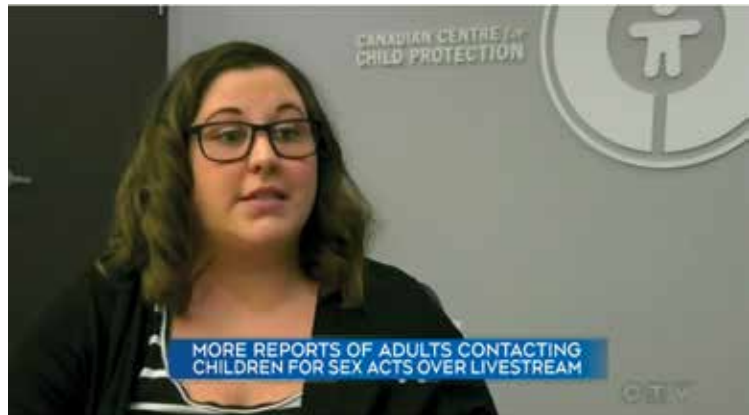 CANADIAN CENTRE for
CHILD PROTECTION
MORE REPORTS OF ADULTS CONTACTING
CHILDREN FOR SEX ACTS OVER LIVESTREAM
CTV